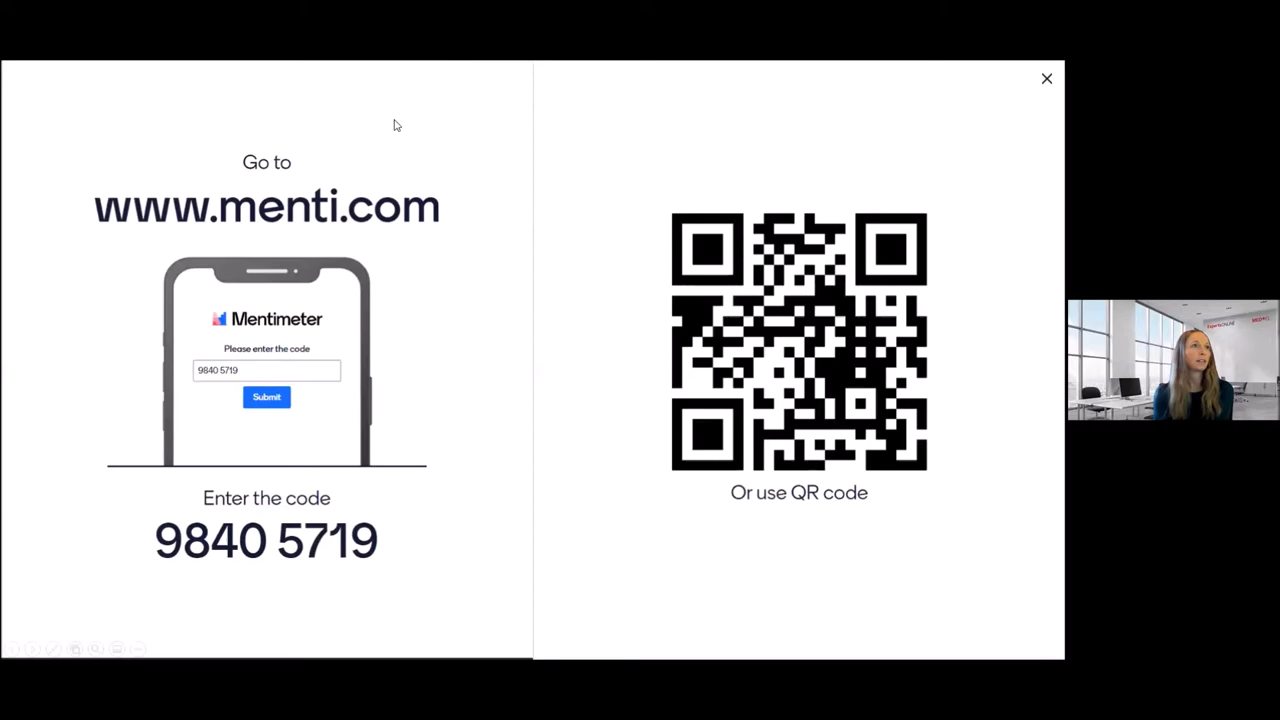 Go to
www.menti.com
Mentimeter
Please enter the code
9840 5719
Submit
Enter the code
9840 5719
Or use QR code
ExpertsONLINE